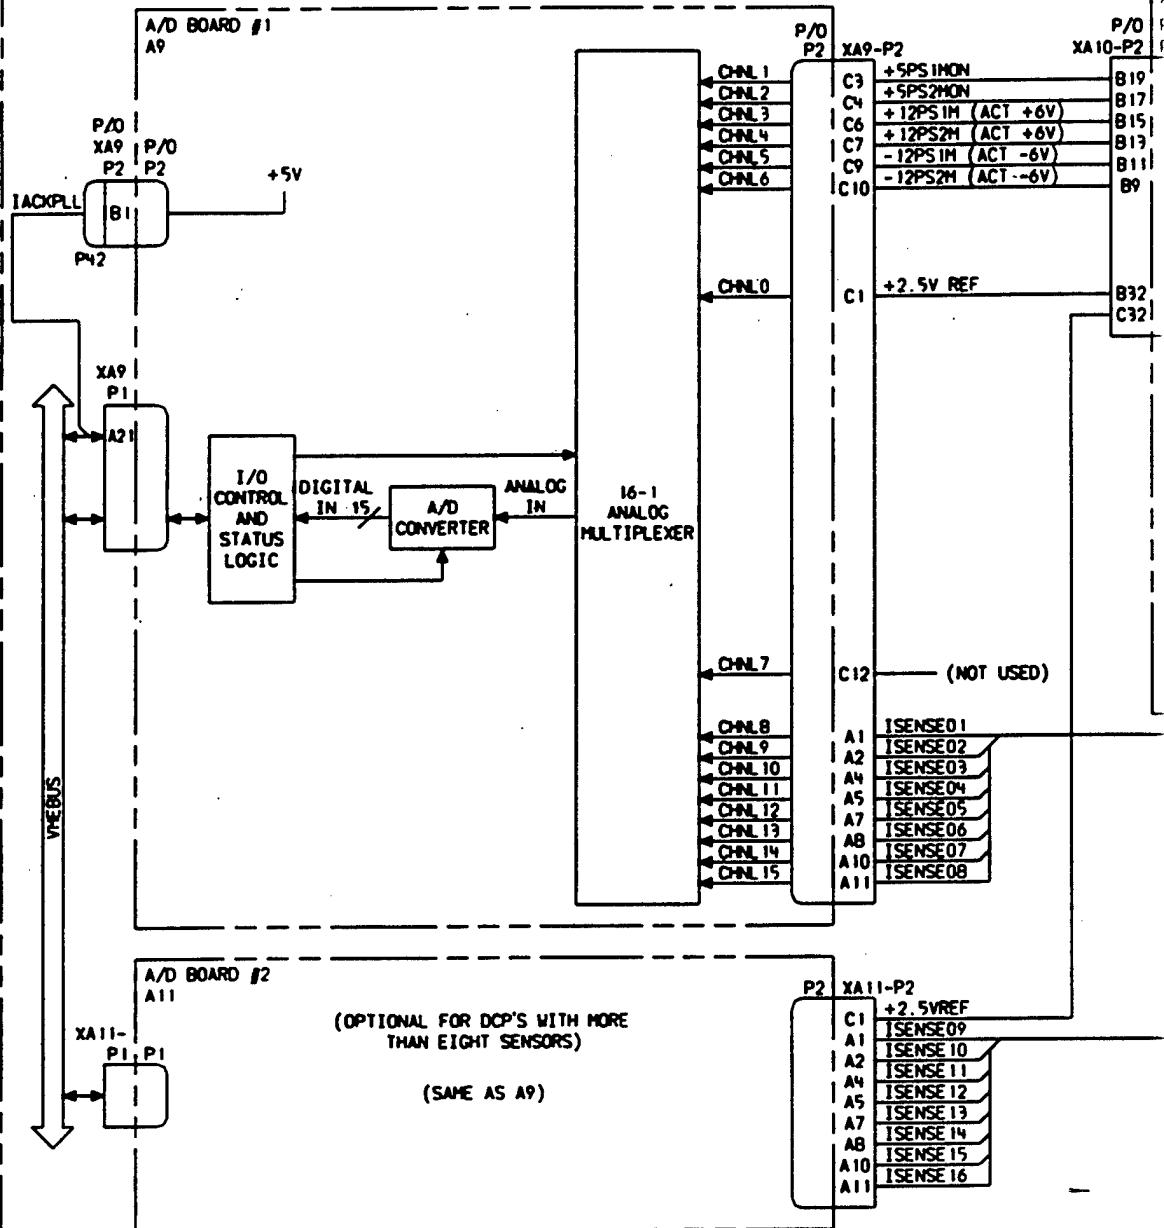 A/D BOARD #1
A9
P/O
P2
XA9-P2
P/O
XA10-P2
CHNL 1
C3
+5PS1MON
B19
CHNL 2
C4
+5PS2MON
B17
CHNL 3
C6
+12PS1M (ACT +6V)
B15
CHNL 4
C7
+12PS2M (ACT +6V)
B13
CHNL 5
C9
-12PS1M (ACT -6V)
B11
CHNL 6
C10
-12PS2M (ACT -6V)
B9
P/O
XA9 P/O
P2 P2
+5V
IACKPLL
B1
P42
CHNL 0
C1
+2.5V REF
B32
C32
XA9
P1
A21
I/O
CONTROL
AND
STATUS
LOGIC
DIGITAL
IN 15
A/D
CONVERTER
ANALOG
IN
16-1
ANALOG
MULTIPLEXER
CHNL 7
C12
(NOT USED)
CHNL 8
A1
ISENSE01
CHNL 9
A2
ISENSE02
CHNL 10
A4
ISENSE03
CHNL 11
A5
ISENSE04
CHNL 12
A7
ISENSE05
CHNL 13
A8
ISENSE06
CHNL 14
A10
ISENSE07
CHNL 15
A11
ISENSE08
VMEBUS
A/D BOARD #2
A11
(OPTIONAL FOR DCP'S WITH MORE
THAN EIGHT SENSORS)
(SAME AS A9)
XA11-
P1 P1
P2
XA11-P2
C1
+2.5VREF
A1
ISENSE09
A2
ISENSE10
A4
ISENSE11
A5
ISENSE12
A7
ISENSE13
A8
ISENSE14
A10
ISENSE15
A11
ISENSE16